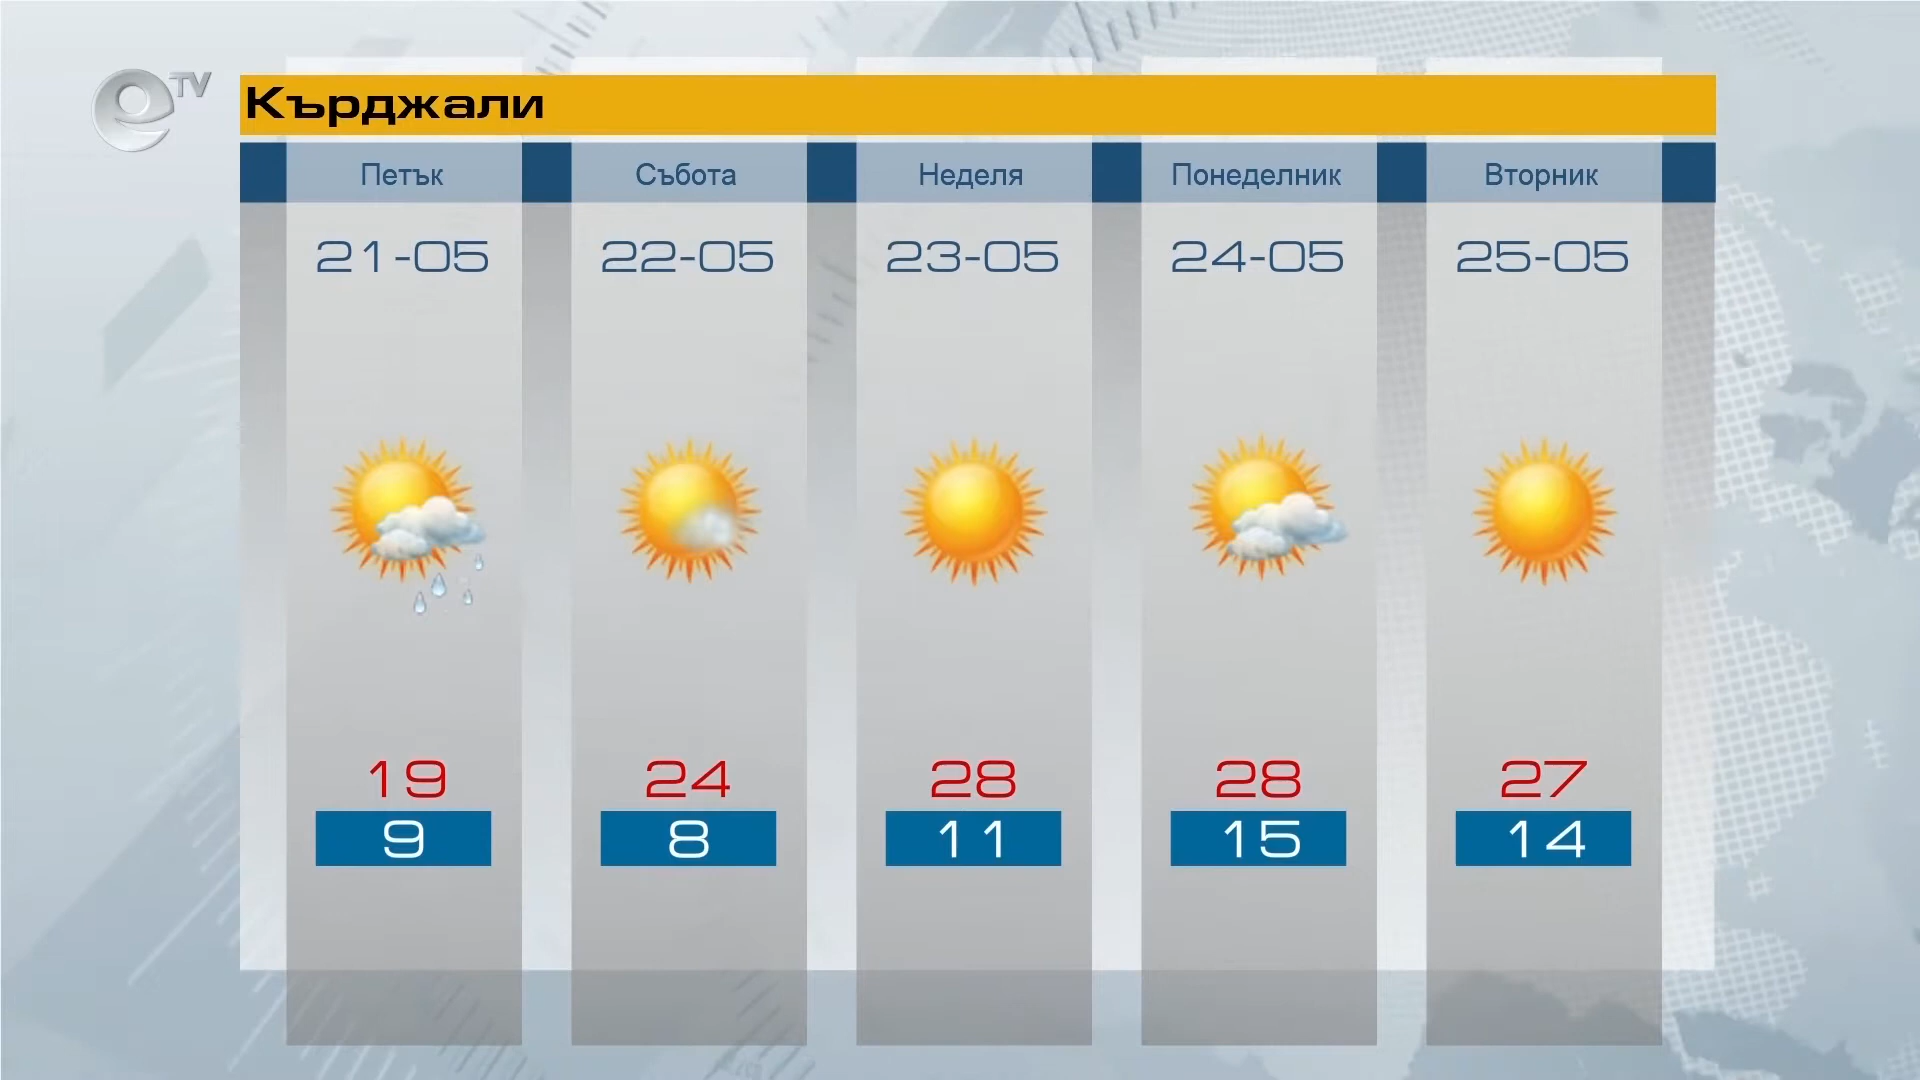 eTV
Кърджали
Петък Събота Неделя Понеделник Вторник
21-05 22-05 23-05 24-05 25-05
19 24 28 28 27
9 8 11 15 14